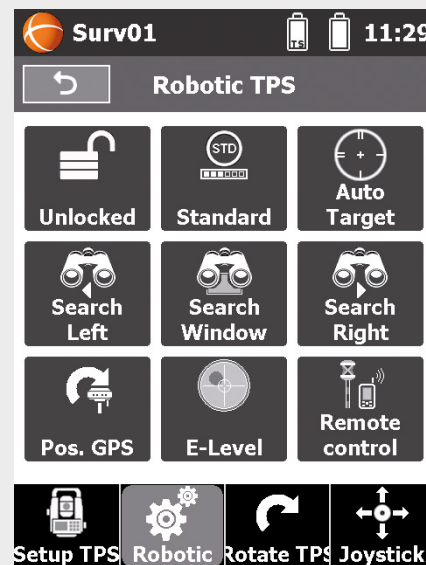 Surv01
TS
11:29
Robotic TPS
Unlocked
STD
Standard
Auto
Target
Search
Left
Search
Window
Search
Right
Pos. GPS
E-Level
Remote
control
Setup TPS
Robotic
Rotate TPS
Joystick